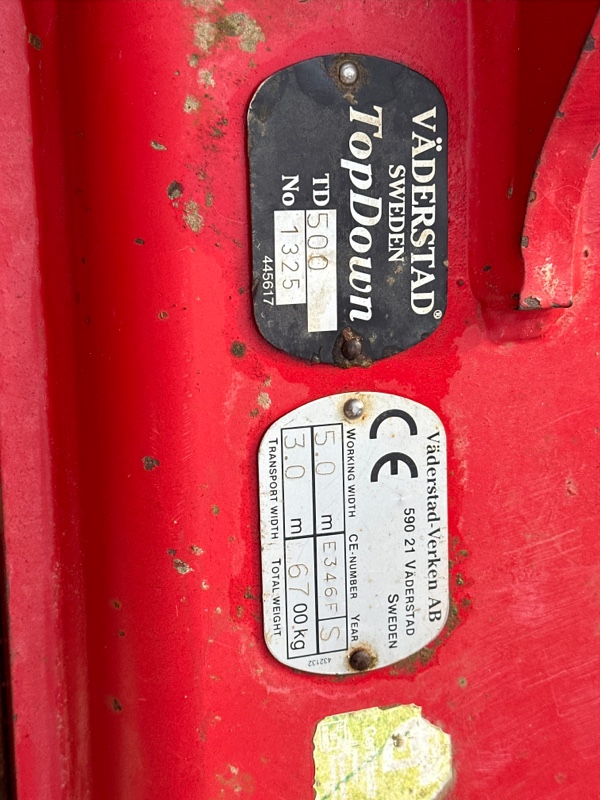 VÄDERSTAD®
SWEDEN
TopDown
TD 500
No 1325
445617
CE
Väderstad-Verken AB
590 21 VÄDERSTAD
SWEDEN
WORKING WIDTH CE-NUMBER YEAR
5.0 m E346F S
3.0 m 6700 kg
TRANSPORT WIDTH TOTAL WEIGHT
432132